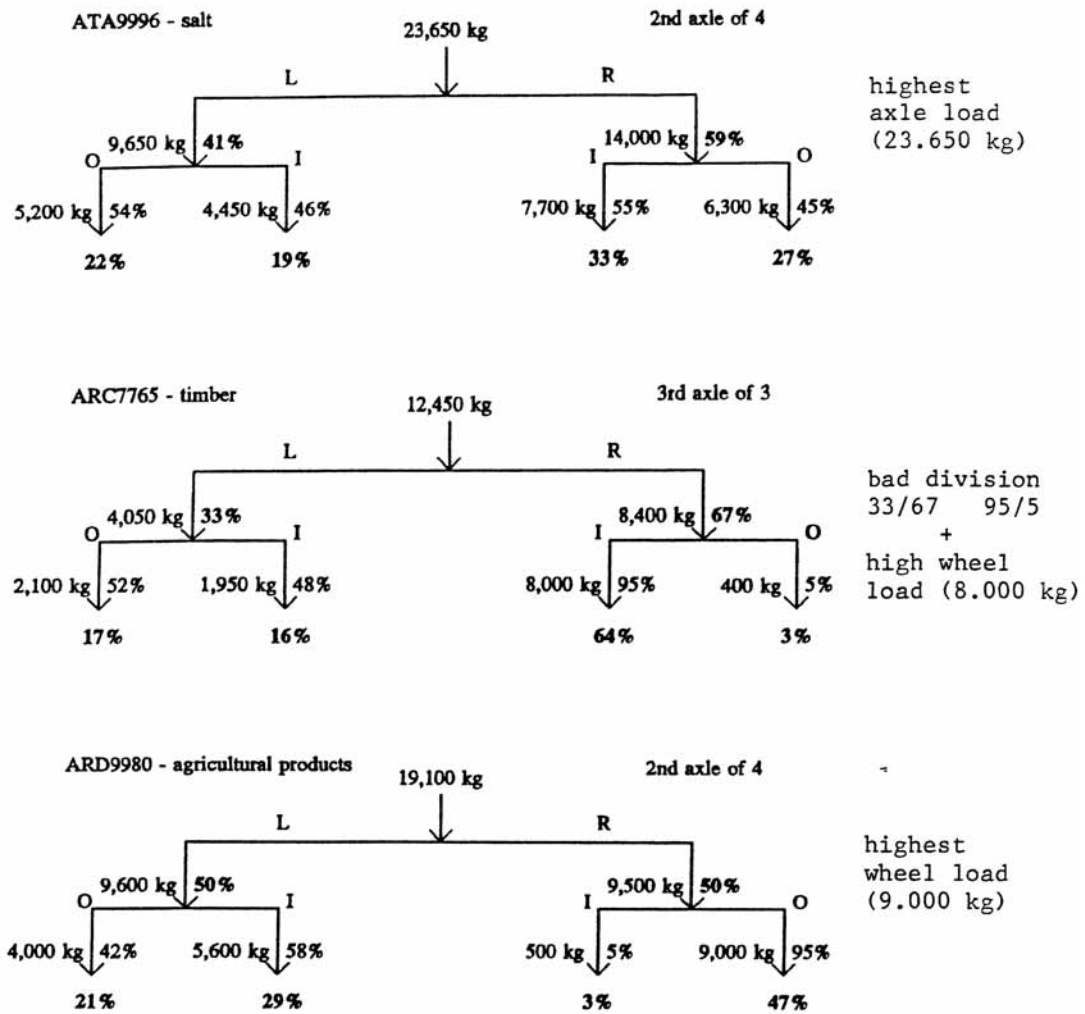 ATA9996 - salt
23,650 kg
2nd axle of 4
L
R
highest
axle load
(23.650 kg)
9,650 kg 41%
14,000 kg 59%
O
I
I
O
5,200 kg 54%
4,450 kg 46%
7,700 kg 55%
6,300 kg 45%
22%
19%
33%
27%
ARC7765 - timber
12,450 kg
3rd axle of 3
L
R
bad division
33/67 95/5
+
high wheel
load (8.000 kg)
4,050 kg 33%
8,400 kg 67%
O
I
I
O
2,100 kg 52%
1,950 kg 48%
8,000 kg 95%
400 kg 5%
17%
16%
64%
3%
ARD9980 - agricultural products
19,100 kg
2nd axle of 4
L
R
highest
wheel load
(9.000 kg)
9,600 kg 50%
9,500 kg 50%
O
I
I
O
4,000 kg 42%
5,600 kg 58%
500 kg 5%
9,000 kg 95%
21%
29%
3%
47%